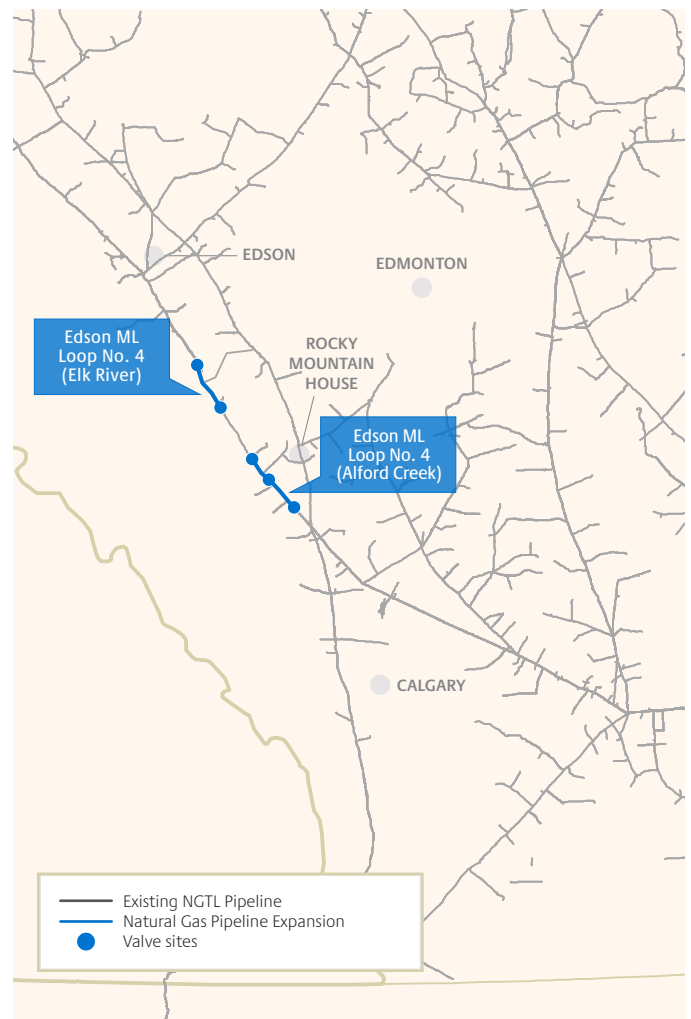 EDSON
EDMONTON
Edson ML
Loop No. 4
(Elk River)
ROCKY
MOUNTAIN
HOUSE
Edson ML
Loop No. 4
(Alford Creek)
CALGARY
Existing NGTL Pipeline
Natural Gas Pipeline Expansion
Valve sites